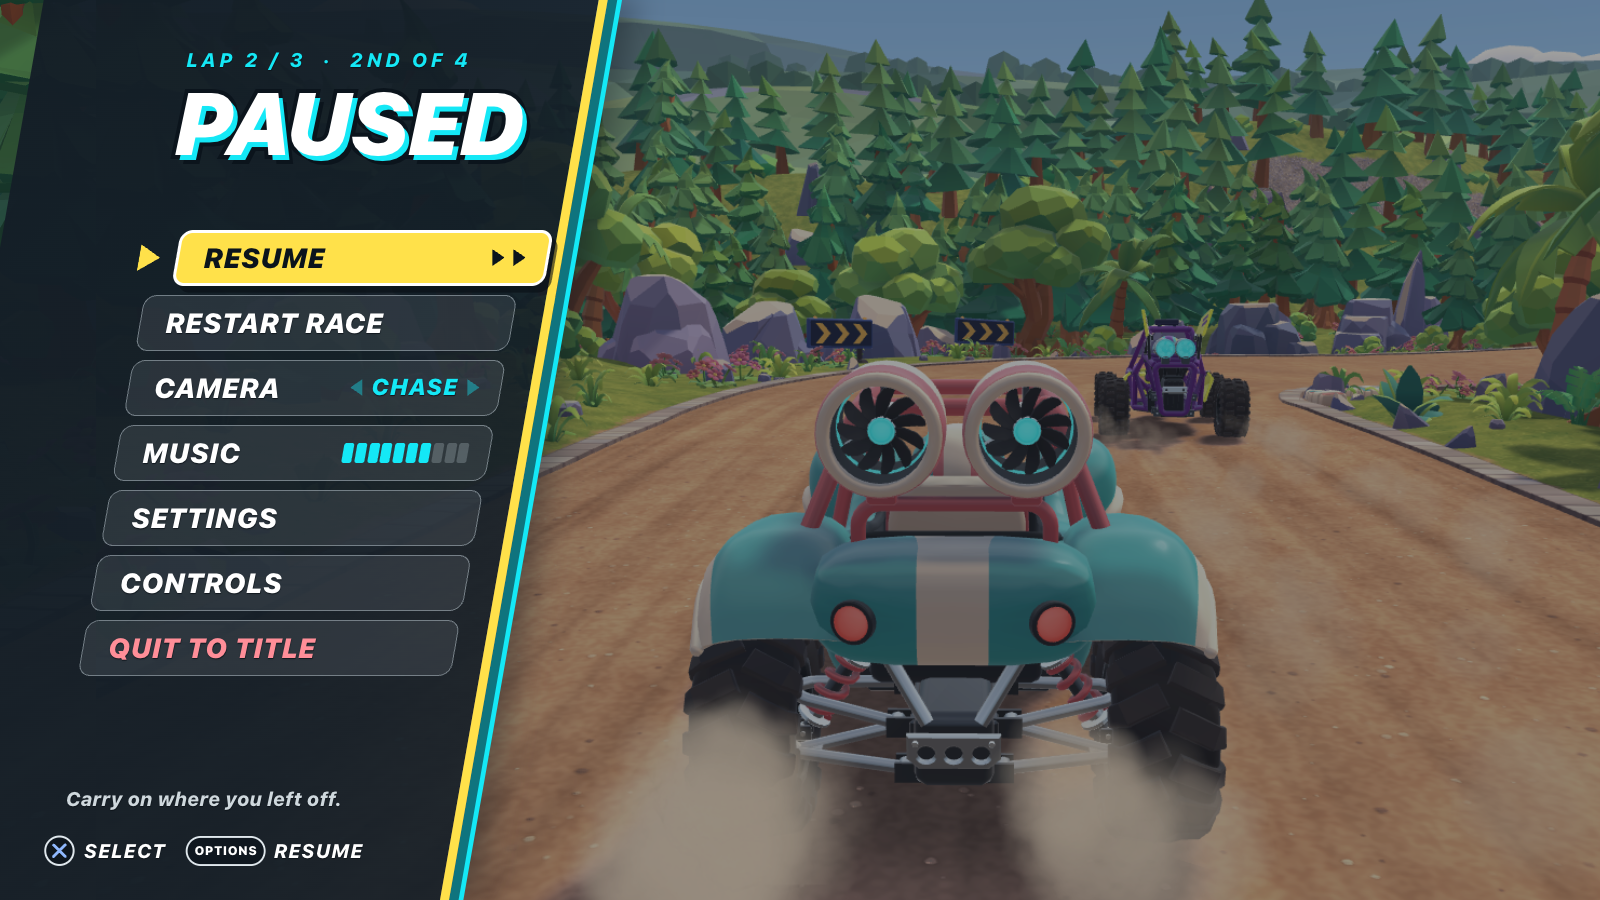 LAP 2 / 3 · 2ND OF 4
PAUSED
RESUME
RESTART RACE
CAMERA CHASE
MUSIC
SETTINGS
CONTROLS
QUIT TO TITLE
Carry on where you left off.
SELECT OPTIONS RESUME